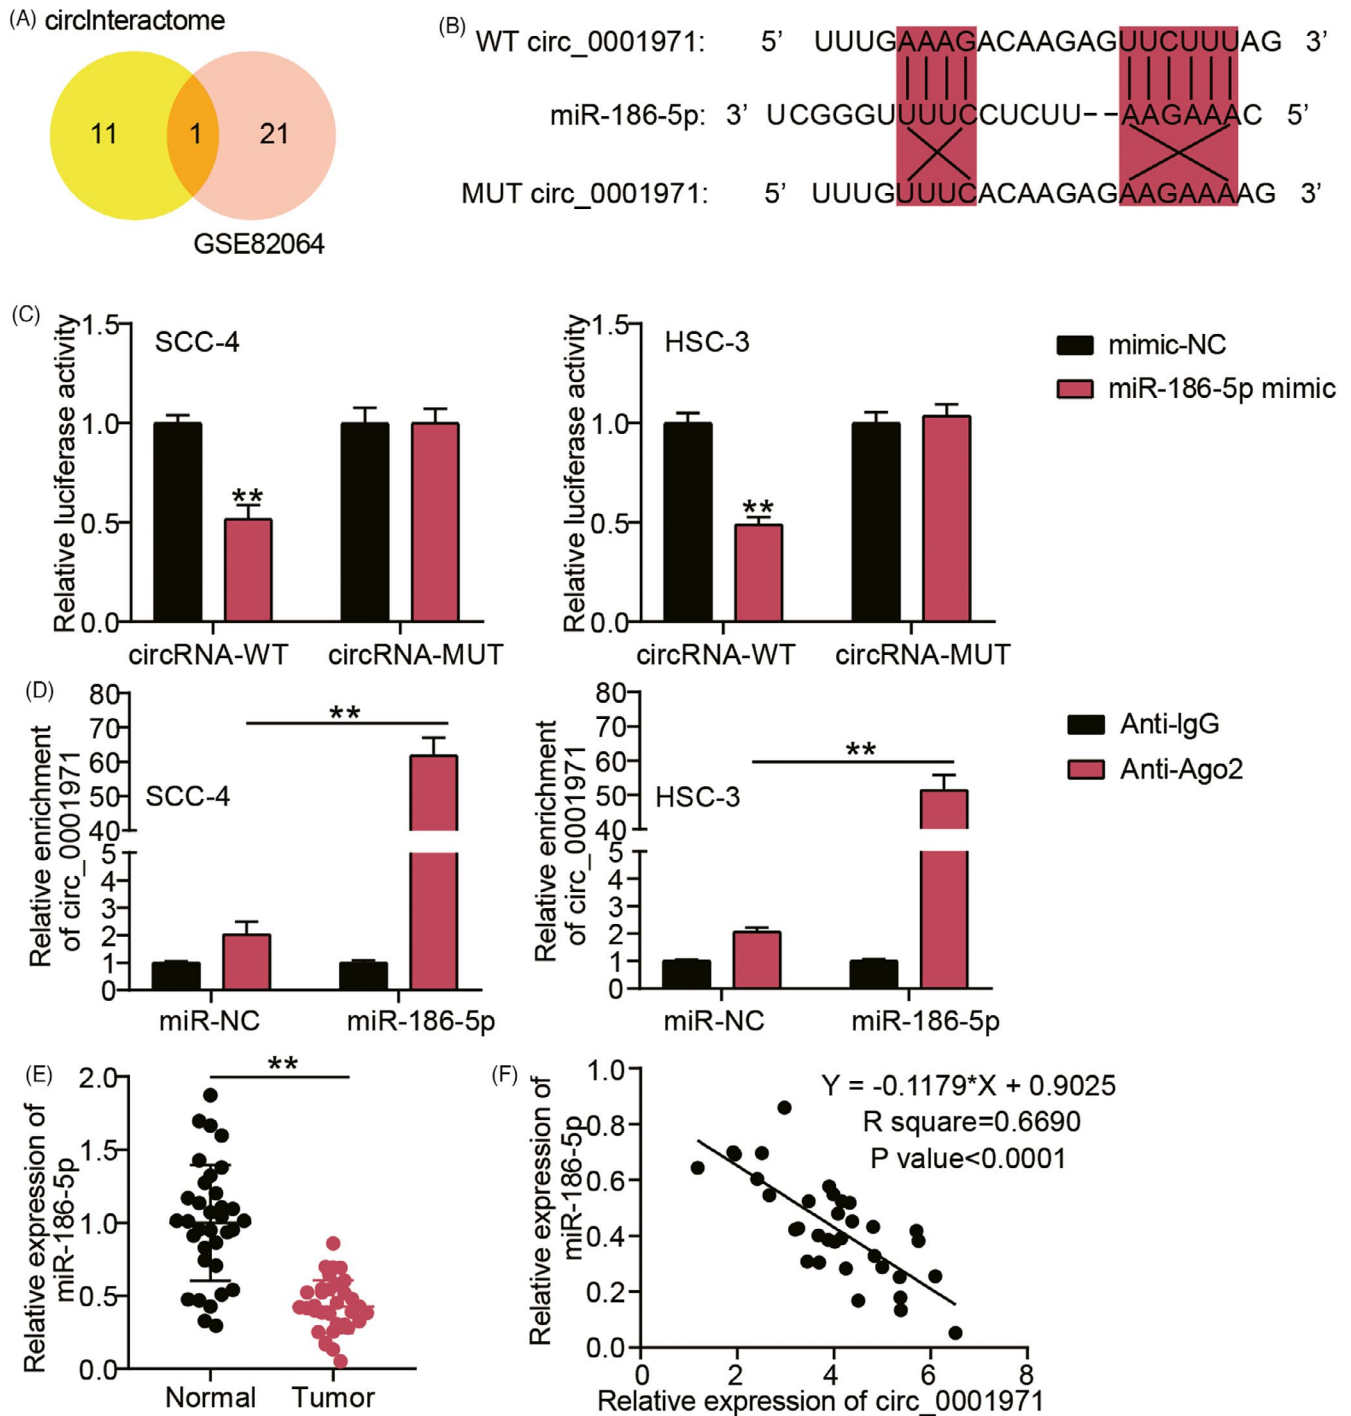 (A) circInteractome
11 1 21
GSE82064
(B) WT circ_0001971: 5’ UUUGAAAGACAAGAGUUCUUUAG 3’
miR-186-5p: 3’ UCGGGUUUUCCUCUU--AAGAAAC 5’
MUT circ_0001971: 5’ UUUGUUUCACAAGAGAAGAAAAG 3’
(C)
Relative luciferase activity
1.5
1.0
0.5
0.0
SCC-4
**
circRNA-WT circRNA-MUT
Relative luciferase activity
1.5
1.0
0.5
0.0
HSC-3
**
circRNA-WT circRNA-MUT
mimic-NC
miR-186-5p mimic
(D)
Relative enrichment
of circ_0001971
80
70
60
50
40
5
4
3
2
1
0
SCC-4
**
miR-NC miR-186-5p
Relative enrichment
of circ_0001971
80
70
60
50
40
5
4
3
2
1
0
HSC-3
**
miR-NC miR-186-5p
Anti-IgG
Anti-Ago2
(E)
Relative expression of
miR-186-5p
2.0
1.5
1.0
0.5
0.0
**
Normal Tumor
(F)
Relative expression of
miR-186-5p
1.0
0.8
0.6
0.4
0.2
0.0
Y = -0.1179*X + 0.9025
R square=0.6690
P value<0.0001
0 2 4 6 8
Relative expression of circ_0001971